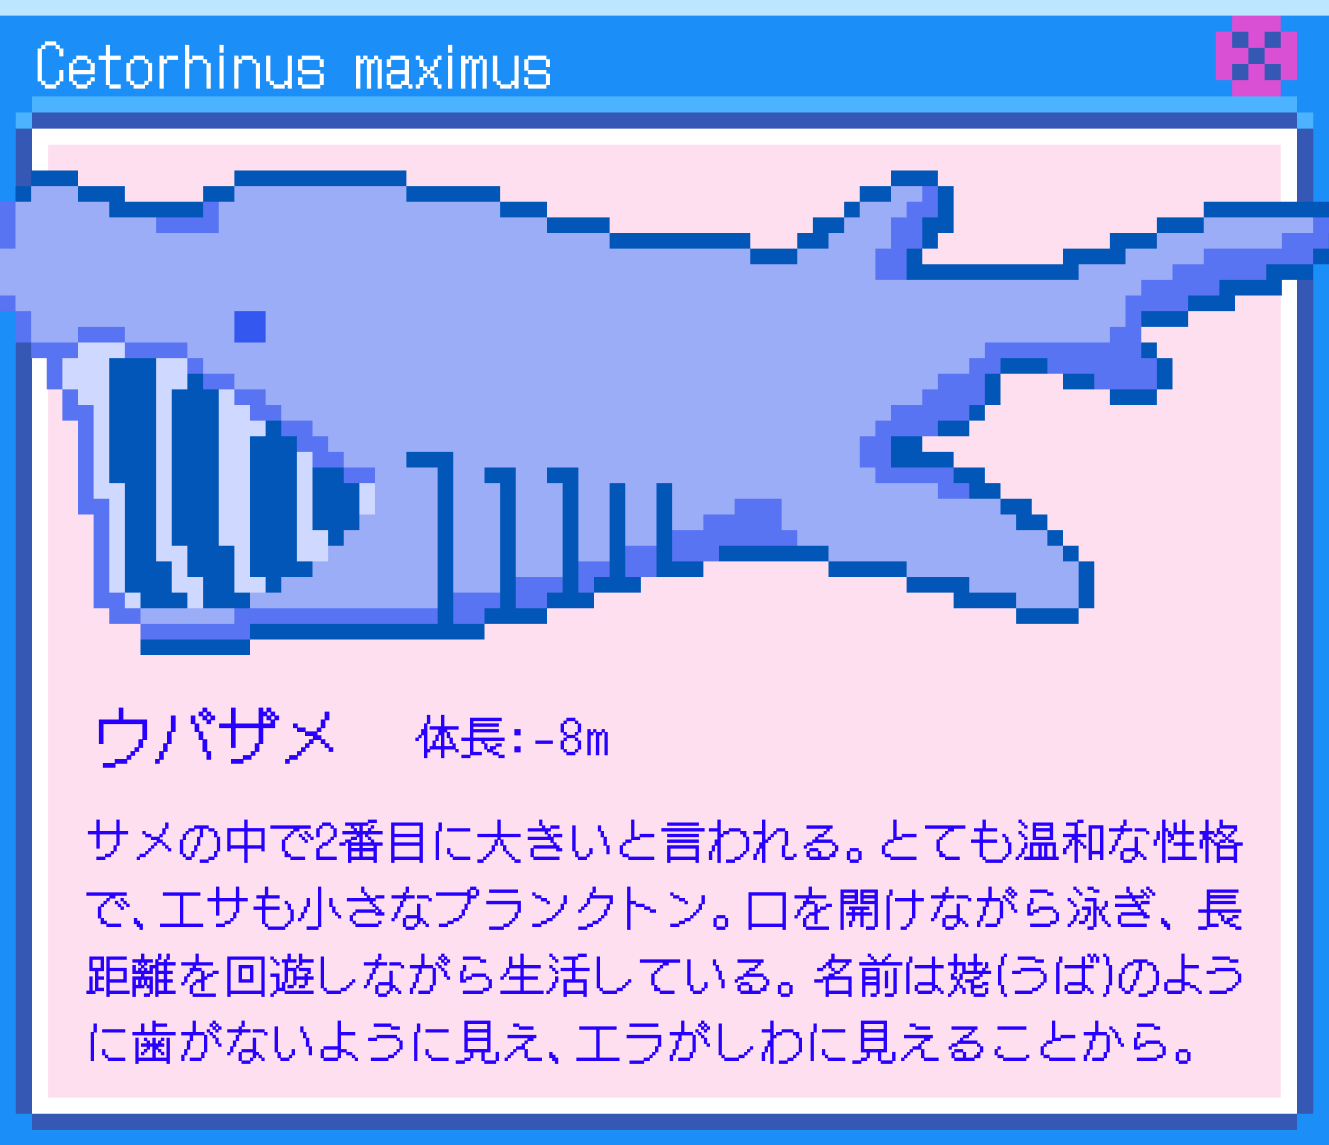 Cetorhinus maximus
ウバザメ 体長:-8m
サメの中で2番目に大きいと言われる。とても温和な性格
で、エサも小さなプランクトン。口を開けながら泳ぎ、長
距離を回遊しながら生活している。名前は姥(うば)のよう
に歯がないように見え、エラがしわに見えることから。